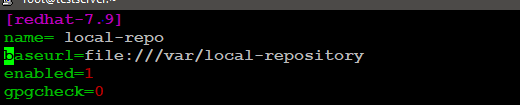 [redhat-7.9]
name= local-repo
baseurl=file:///var/local-repository
enabled=1
gpgcheck=0